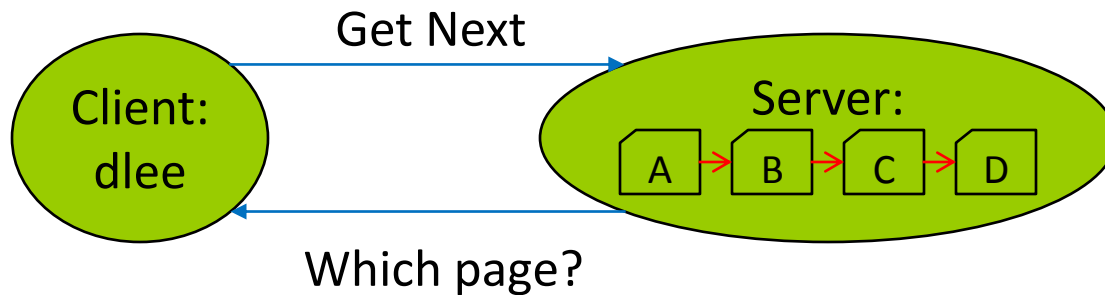 Get Next
Client:
dlee
Server:
A
B
C
D
Which page?